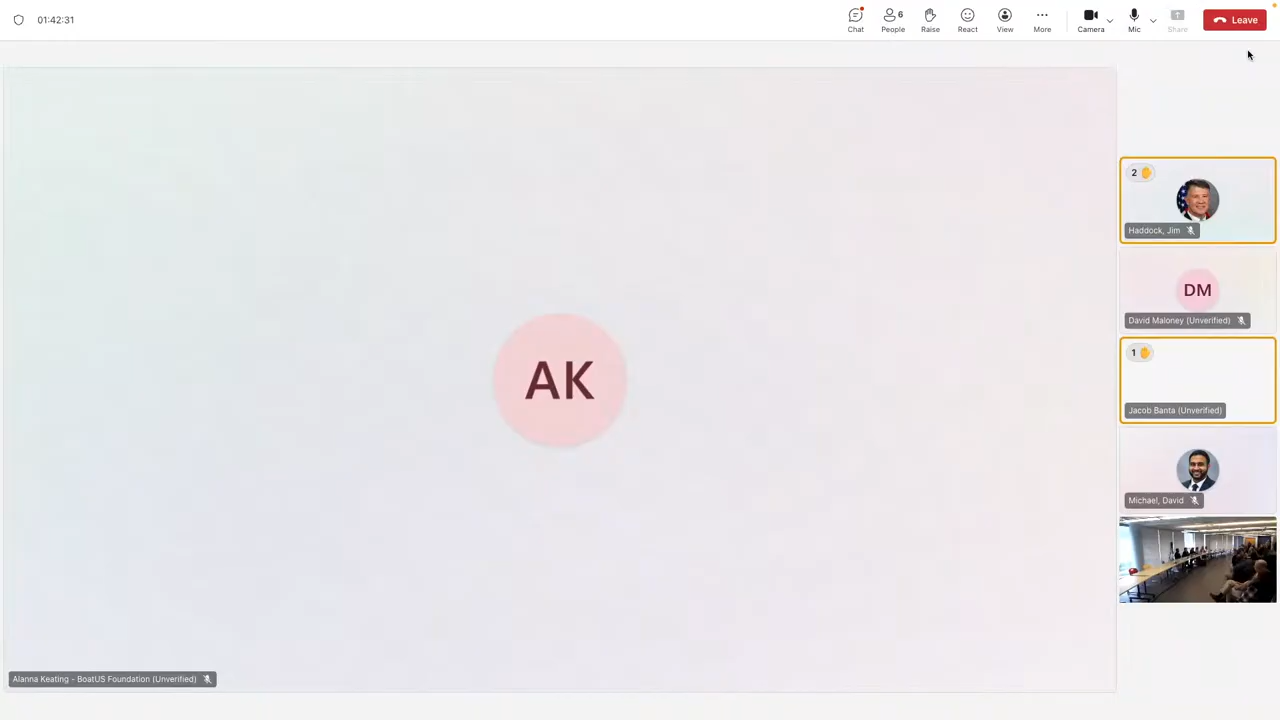 01:42:31
Chat
6
People
Raise
React
View
More
Camera
Mic
Share
Leave
2
Haddock, Jim
DM
David Maloney (Unverified)
1
Jacob Banta (Unverified)
Michael, David
AK
Alanna Keating - BoatUS Foundation (Unverified)